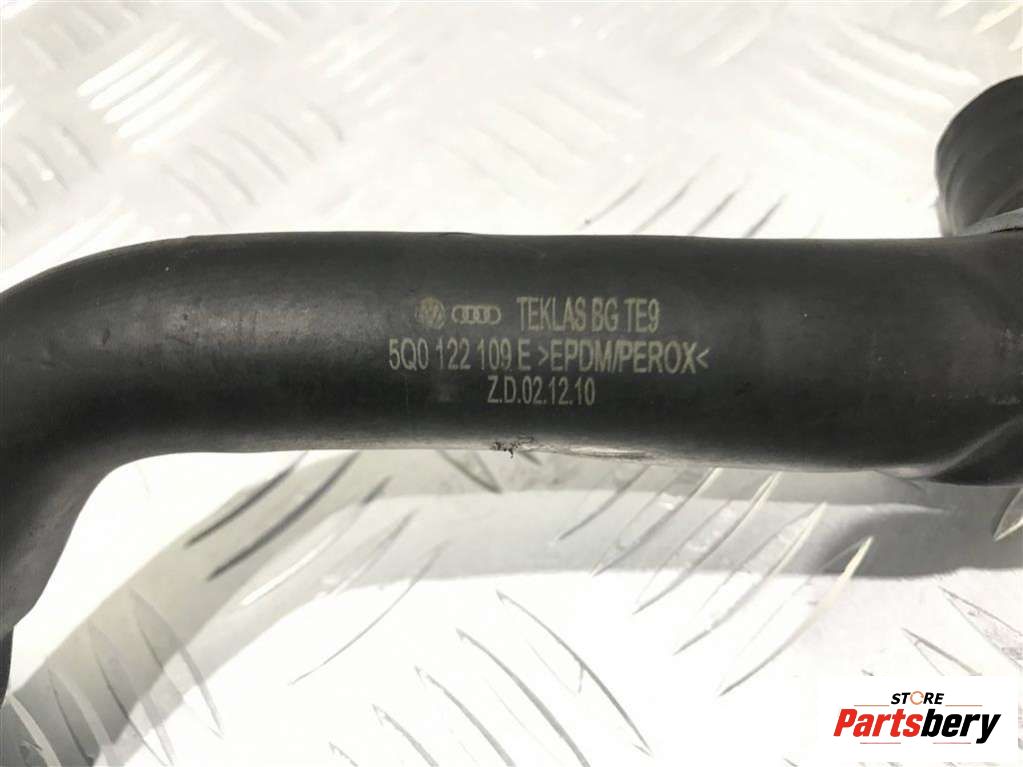 TEKLAS BG TE9
5Q0 122 109 E >EPDM/PEROX<
Z.D.02.12.10
STORE
Partsbery